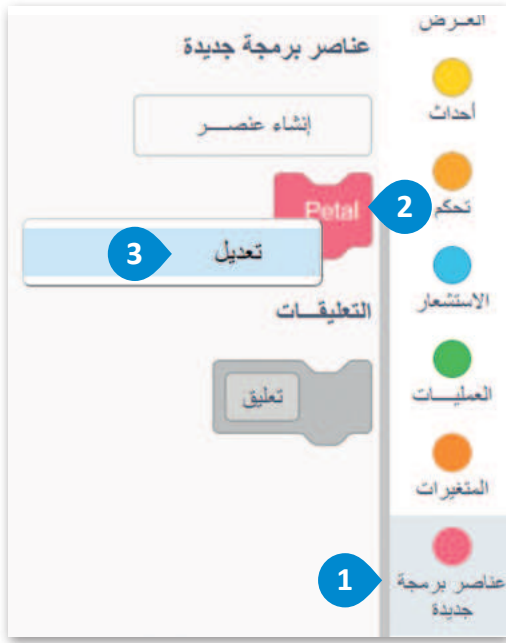 العـرض
أحداث
تحكم
الاستشعار
العمليـــات
المتغيرات
عناصر برمجة
جديدة
1
عناصر برمجة جديدة
إنشاء عنصـــر
Petal
2
تعديل
3
التعليقـــات
تعليق